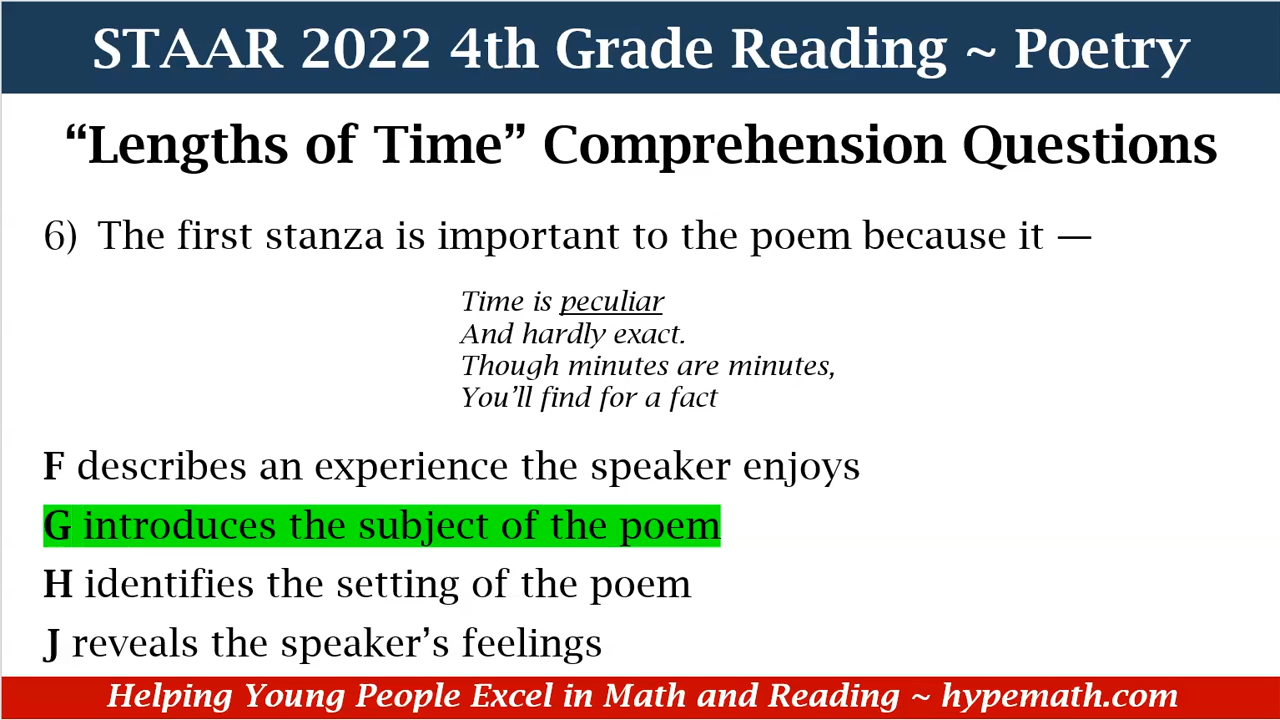 STAAR 2022 4th Grade Reading ~ Poetry
“Lengths of Time” Comprehension Questions
6) The first stanza is important to the poem because it —
Time is peculiar
And hardly exact.
Though minutes are minutes,
You’ll find for a fact
F describes an experience the speaker enjoys
G introduces the subject of the poem
H identifies the setting of the poem
J reveals the speaker’s feelings
Helping Young People Excel in Math and Reading ~ hypemath.com